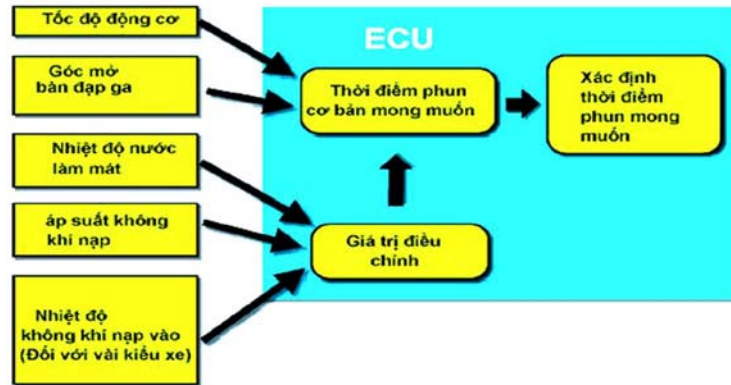 Tốc độ động cơ
Góc mở
bàn đạp ga
Nhiệt độ nước
làm mát
áp suất không
khí nạp
Nhiệt độ
không khí nạp vào
(Đối với vài kiểu xe)
ECU
Thời điểm phun
cơ bản mong muốn
Xác định
thời điểm
phun mong
muốn
Giá trị điều
chính